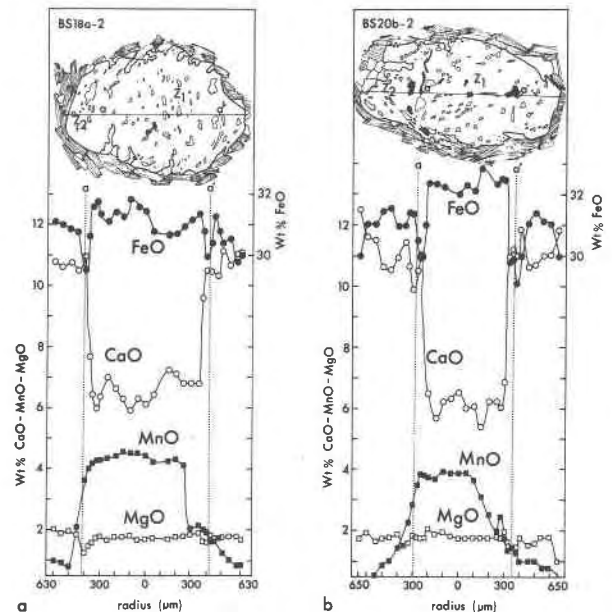 BS18a-2
Z2
Z1
a
a'
32
12
FeO
30
Wt% FeO
10
8
CaO
6
Wt% CaO-MnO-MgO
MnO
4
MgO
2
630
300
0
300
630
radius (µm)
a
BS20b-2
Z2
Z1
a
a'
32
12
FeO
30
Wt% FeO
10
8
CaO
6
Wt% CaO-MnO-MgO
MnO
4
MgO
2
650
300
0
300
650
radius (µm)
b